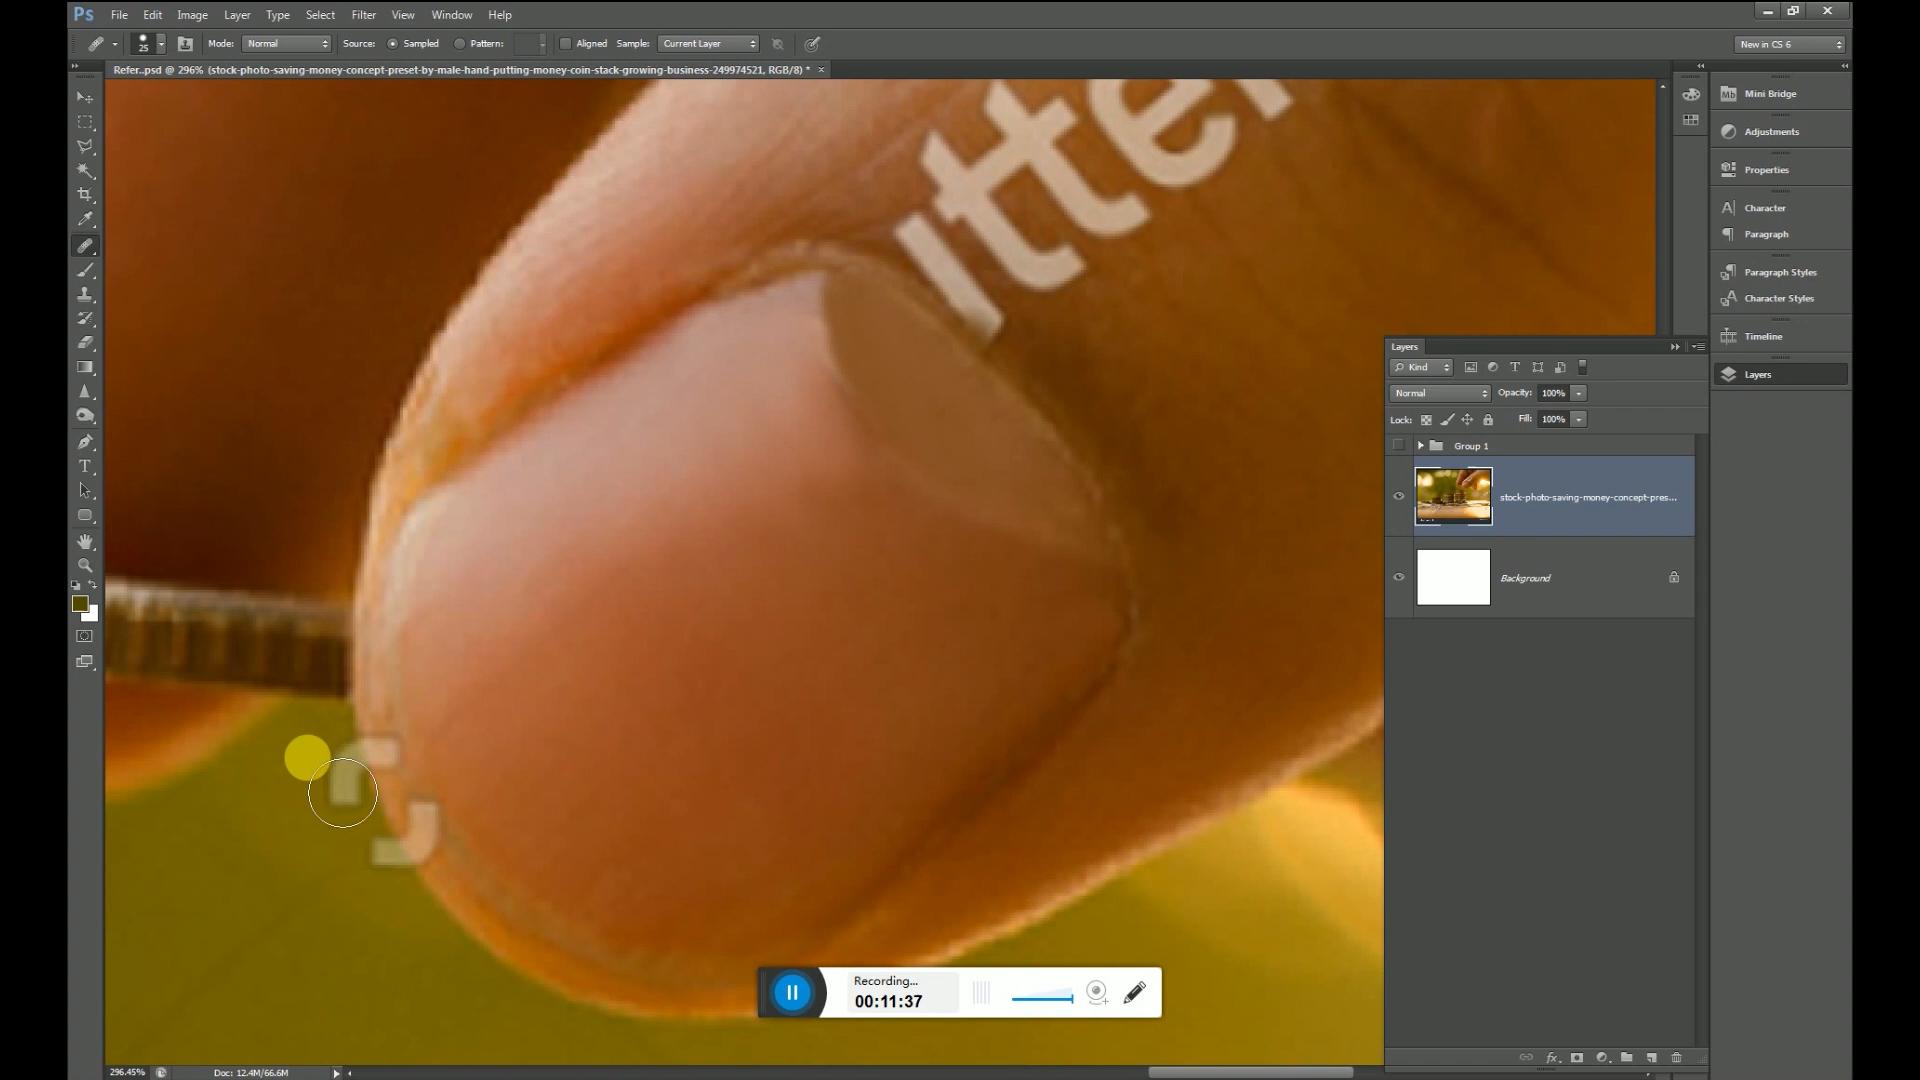 Ps File Edit Image Layer Type Select Filter View Window Help
25 Mode: Normal Source: Sampled Pattern: Aligned Sample: Current Layer New in CS 6
Refer..psd @ 296% (stock-photo-saving-money-concept-preset-by-male-hand-putting-money-coin-stack-growing-business-249974521, RGB/8) * ×
Mb Mini Bridge
Adjustments
Properties
Character
Paragraph
Paragraph Styles
Character Styles
Timeline
Layers
Layers
Kind
Normal Opacity: 100%
Lock: Fill: 100%
Group 1
stock-photo-saving-money-concept-pres...
Background
Recording...
00:11:37
296.45% Doc: 12.4M/66.6M